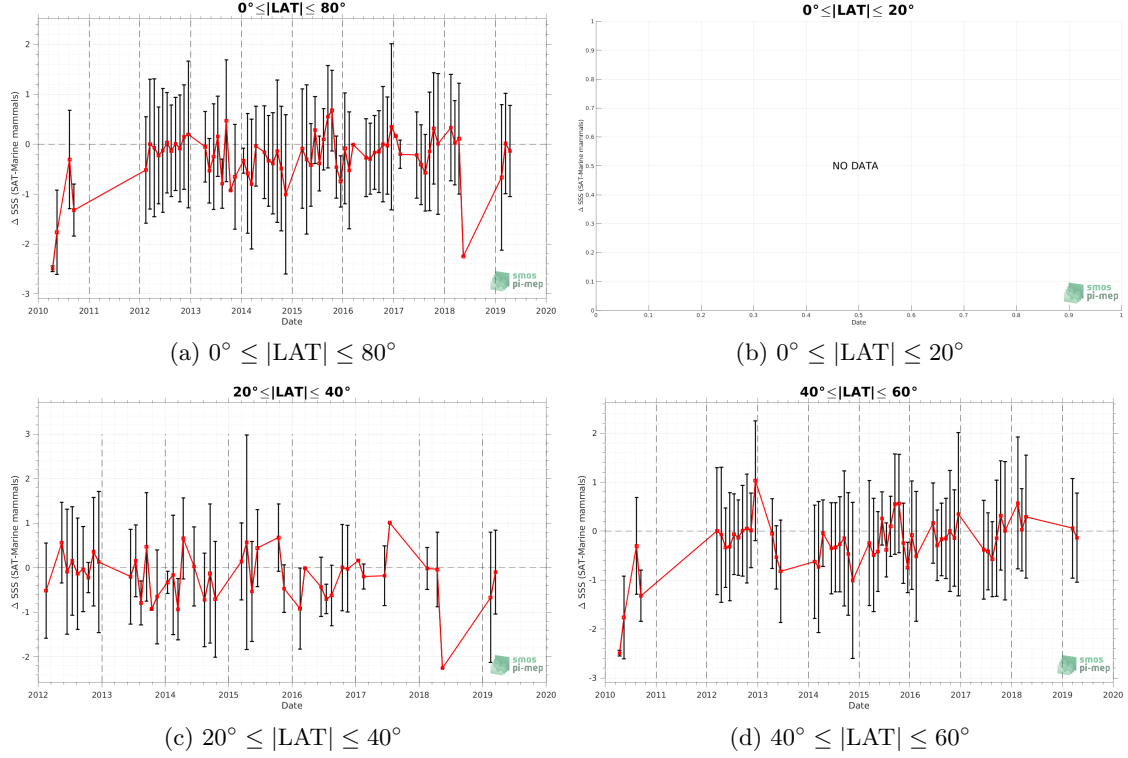 0°≤|LAT|≤ 80°
Δ SSS (SAT-Marine mammals)
2
1
0
-1
-2
-3
2010 2011 2012 2013 2014 2015 2016 2017 2018 2019 2020
Date
smos
pi-mep
(a) 0° ≤ |LAT| ≤ 80°
0°≤|LAT|≤ 20°
Δ SSS (SAT-Marine mammals)
1
0.9
0.8
0.7
0.6
0.5
0.4
0.3
0.2
0.1
0
NO DATA
0 0.1 0.2 0.3 0.4 0.5 0.6 0.7 0.8 0.9 1
Date
smos
pi-mep
(b) 0° ≤ |LAT| ≤ 20°
20°≤|LAT|≤ 40°
Δ SSS (SAT-Marine mammals)
3
2
1
0
-1
-2
2012 2013 2014 2015 2016 2017 2018 2019 2020
Date
smos
pi-mep
(c) 20° ≤ |LAT| ≤ 40°
40°≤|LAT|≤ 60°
Δ SSS (SAT-Marine mammals)
2
1
0
-1
-2
-3
2010 2011 2012 2013 2014 2015 2016 2017 2018 2019 2020
Date
smos
pi-mep
(d) 40° ≤ |LAT| ≤ 60°